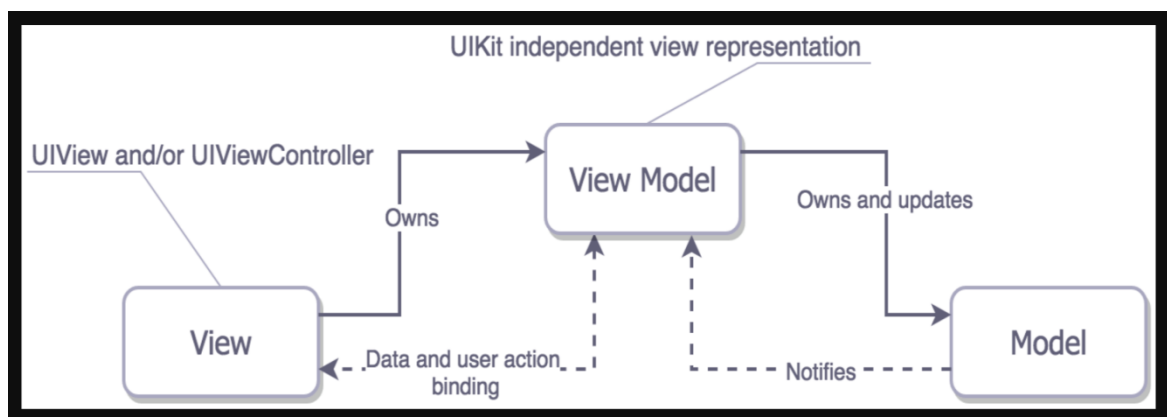 UIKit independent view representation
UIView and/or UIViewController
View Model
Owns and updates
Owns
View
Model
Data and user action
binding
Notifies